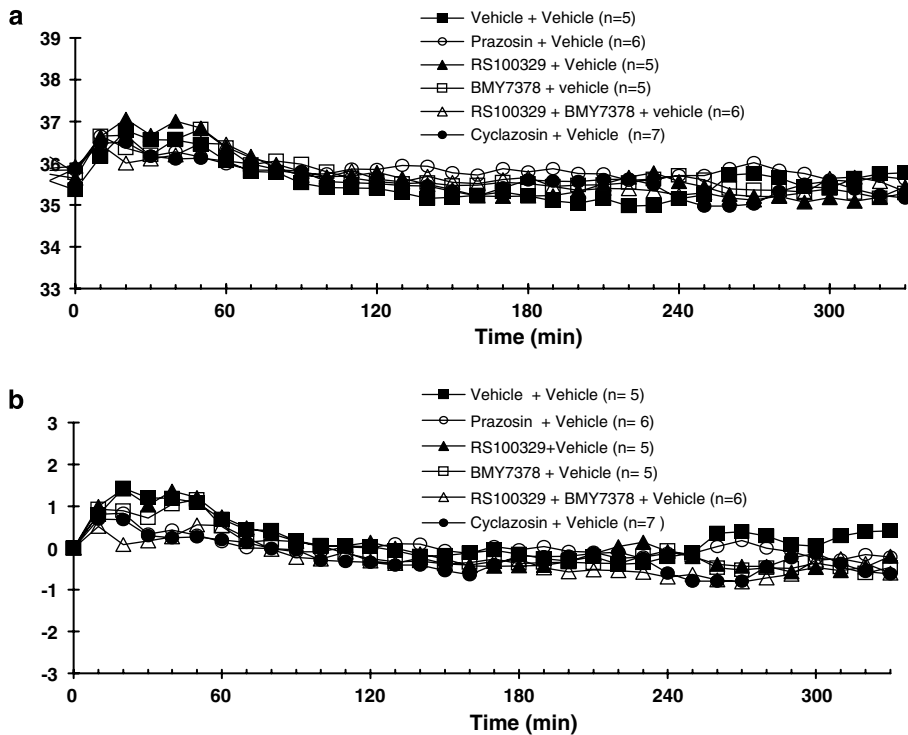 a
Vehicle + Vehicle (n=5)
Prazosin + Vehicle (n=6)
RS100329 + Vehicle (n=5)
BMY7378 + vehicle (n=5)
RS100329 + BMY7378 + vehicle (n=6)
Cyclazosin + Vehicle (n=7)
39
38
37
36
35
34
33
0 60 120 180 240 300
Time (min)
b
Vehicle + Vehicle (n= 5)
Prazosin + Vehicle (n= 6)
RS100329+Vehicle (n= 5)
BMY7378 + Vehicle (n= 5)
RS100329 + BMY7378 + Vehicle (n=6)
Cyclazosin + Vehicle (n=7 )
3
2
1
0
-1
-2
-3
0 60 120 180 240 300
Time (min)